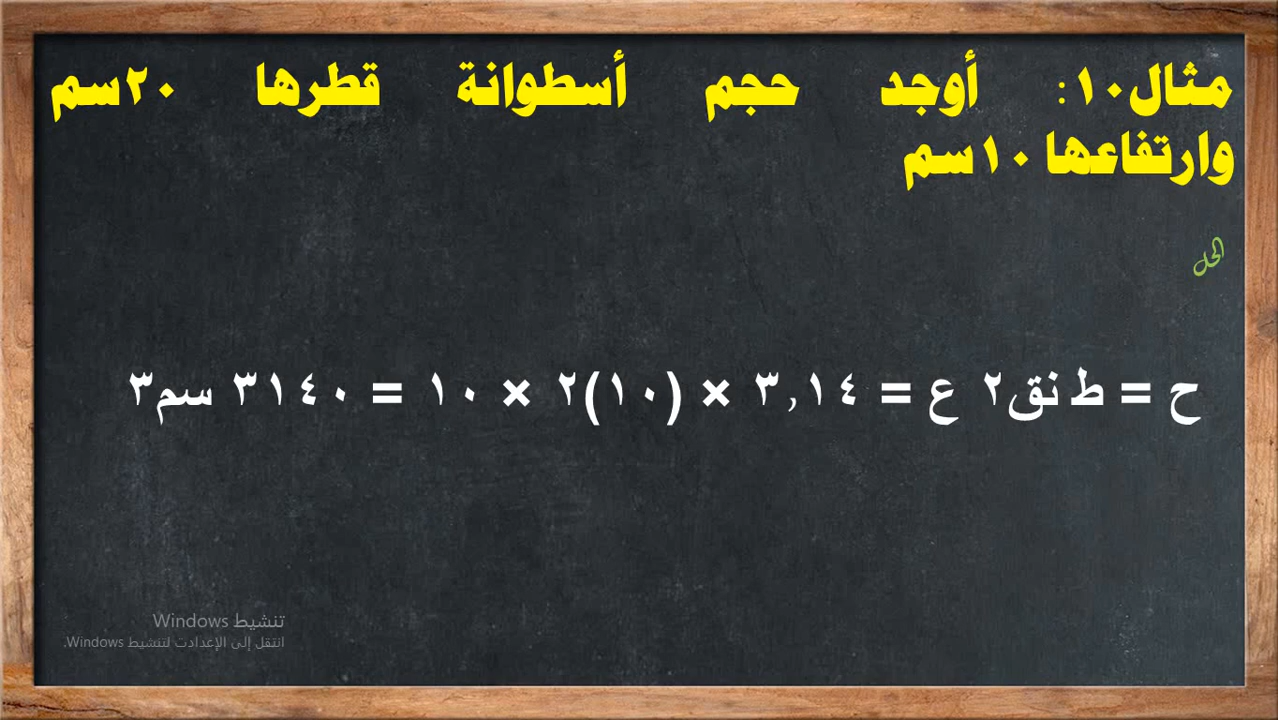 مثال١٠: أوجد حجم أسطوانة قطرها ٢٠سم
وارتفاعها ١٠سم
الحل
ح = ط نق٢ ع = ٣,١٤ × (١٠)٢ × ١٠ = ٣١٤٠ سم٣
تنشيط Windows
انتقل إلى الإعدادت لتنشيط Windows.